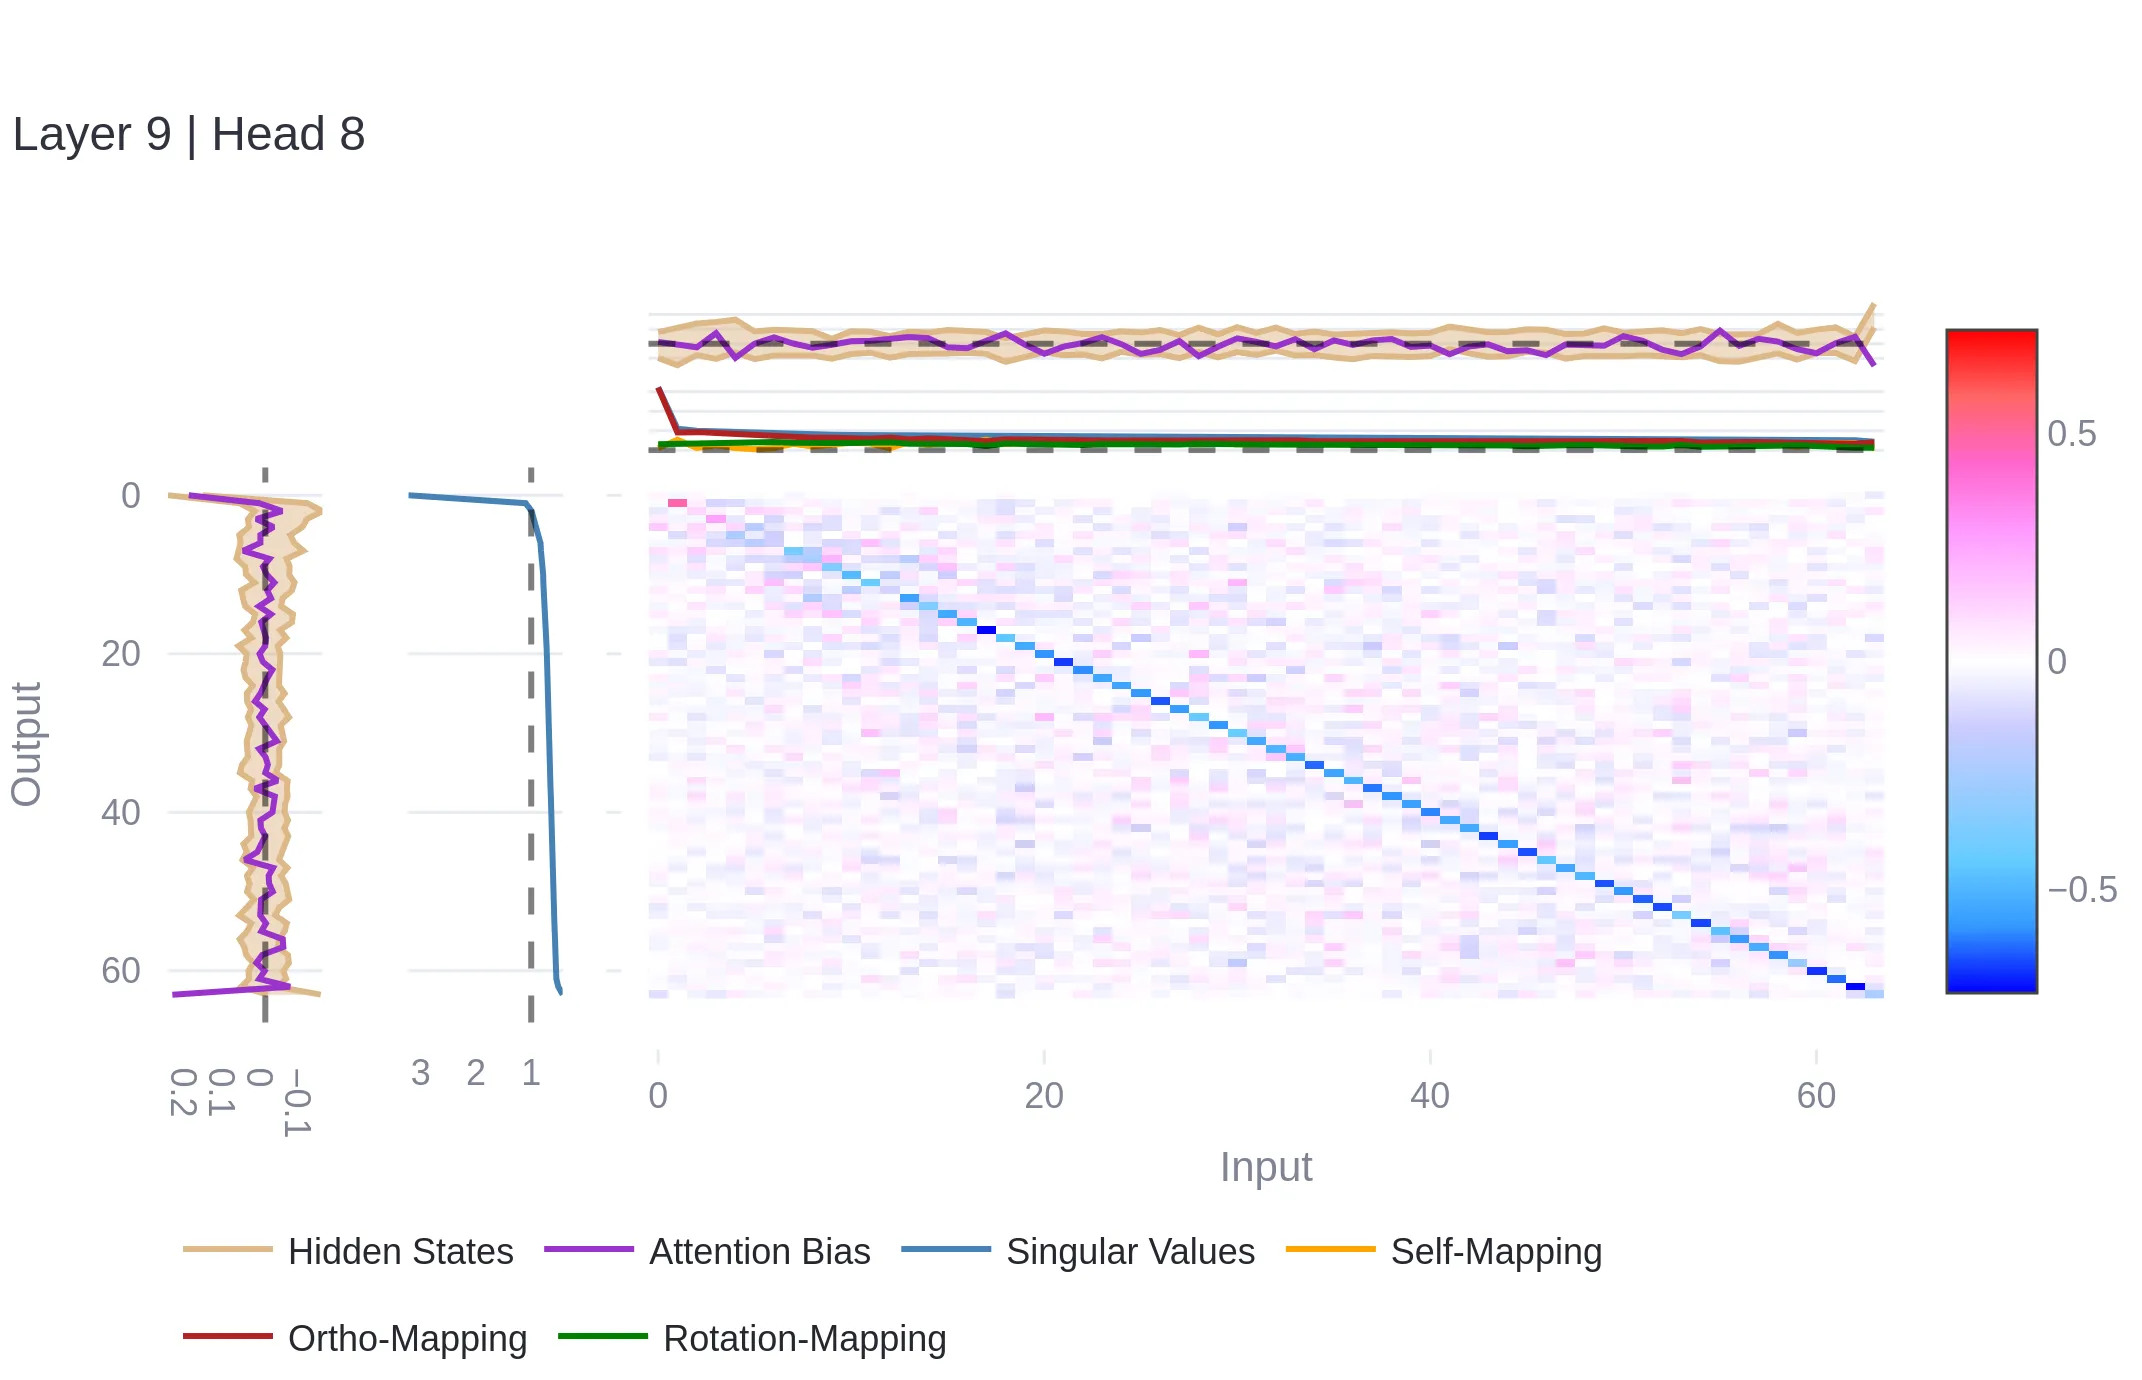 Layer 9 | Head 8
0
20
40
60
Output
0.2
0.1
0
−0.1
3
2
1
0
20
40
60
Input
0.5
0
−0.5
Hidden States
Attention Bias
Singular Values
Self-Mapping
Ortho-Mapping
Rotation-Mapping